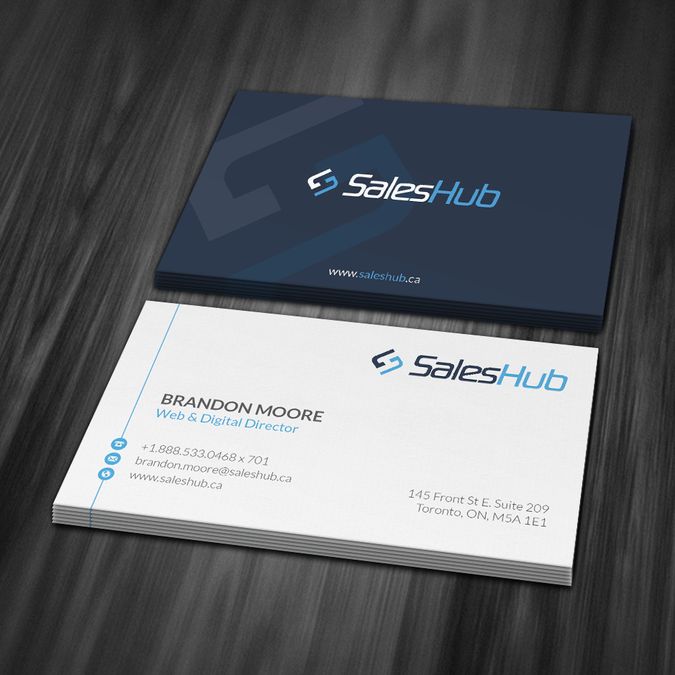 SalesHub
www.saleshub.ca
SalesHub
BRANDON MOORE
Web & Digital Director
+1.888.533.0468 x 701
brandon.moore@saleshub.ca
www.saleshub.ca
145 Front St E. Suite 209
Toronto, ON, M5A 1E1